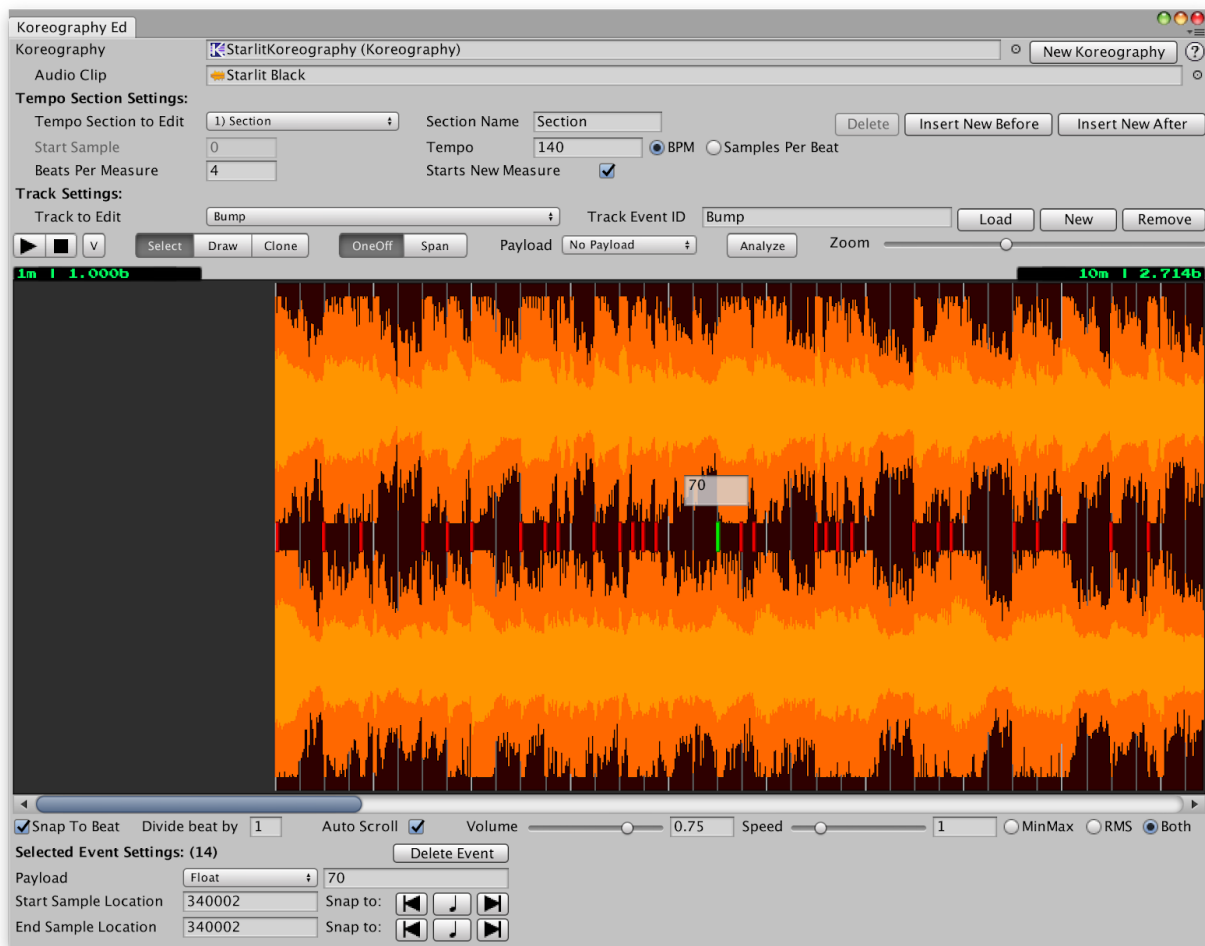 Koreography Ed
Koreography StarlitKoreography (Koreography) New Koreography ?
Audio Clip Starlit Black
Tempo Section Settings:
Tempo Section to Edit 1) Section Section Name Section Delete Insert New Before Insert New After
Start Sample 0 Tempo 140 BPM Samples Per Beat
Beats Per Measure 4 Starts New Measure
Track Settings:
Track to Edit Bump Track Event ID Bump Load New Remove
V Select Draw Clone OneOff Span Payload No Payload Analyze Zoom
1m | 1.000b 10m | 2.714b
70
Snap To Beat Divide beat by 1 Auto Scroll Volume 0.75 Speed 1 MinMax RMS Both
Selected Event Settings: (14) Delete Event
Payload Float 70
Start Sample Location 340002 Snap to:
End Sample Location 340002 Snap to: